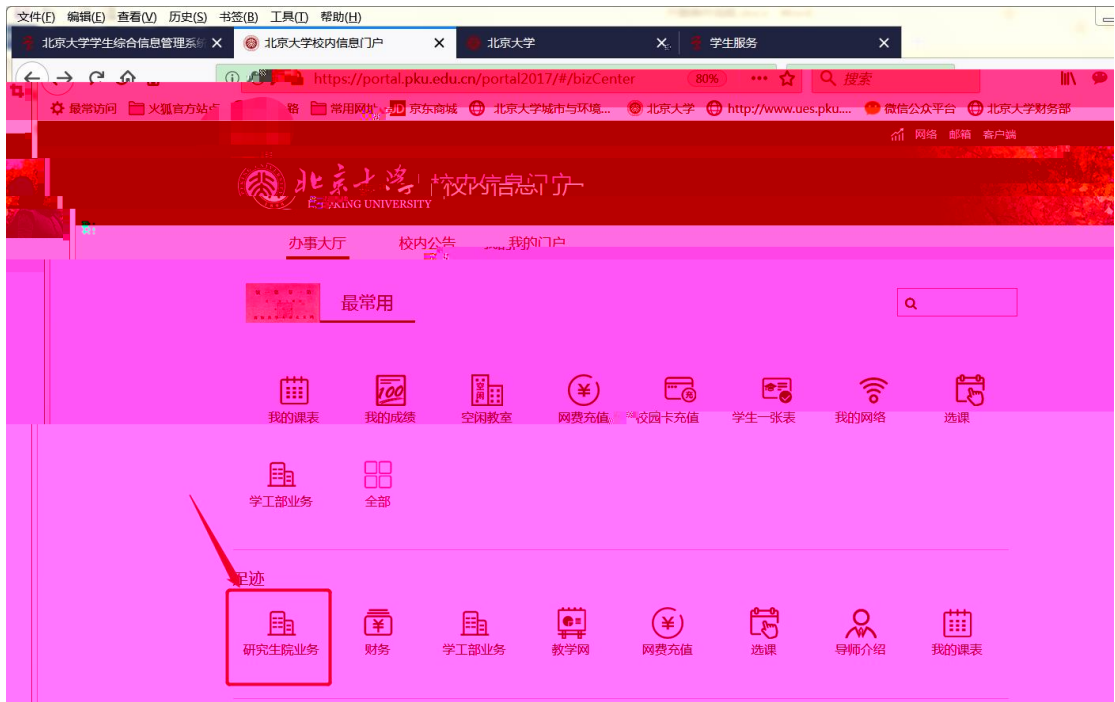 文件(F) 编辑(E) 查看(V) 历史(S) 书签(B) 工具(T) 帮助(H)
北京大学学生综合信息管理系统 北京大学校内信息门户 北京大学 学生服务
https://portal.pku.edu.cn/portal2017/#/bizCenter 80% 搜索
最常访问 火狐官方站点 常用网址 JD 京东商城 北京大学城市与环境... 北京大学 http://www.ues.pku.... 微信公众平台 北京大学财务部
网络 邮箱 客户端
北京大学 校内信息门户
PEKING UNIVERSITY
办事大厅 校内公告 我的门户
最常用
我的课表 我的成绩 空闲教室 网费充值 校园卡充值 学生一张表 我的网络 选课
学工部业务 全部
足迹
研究生院业务 财务 学工部业务 教学网 网费充值 选课 导师介绍 我的课表